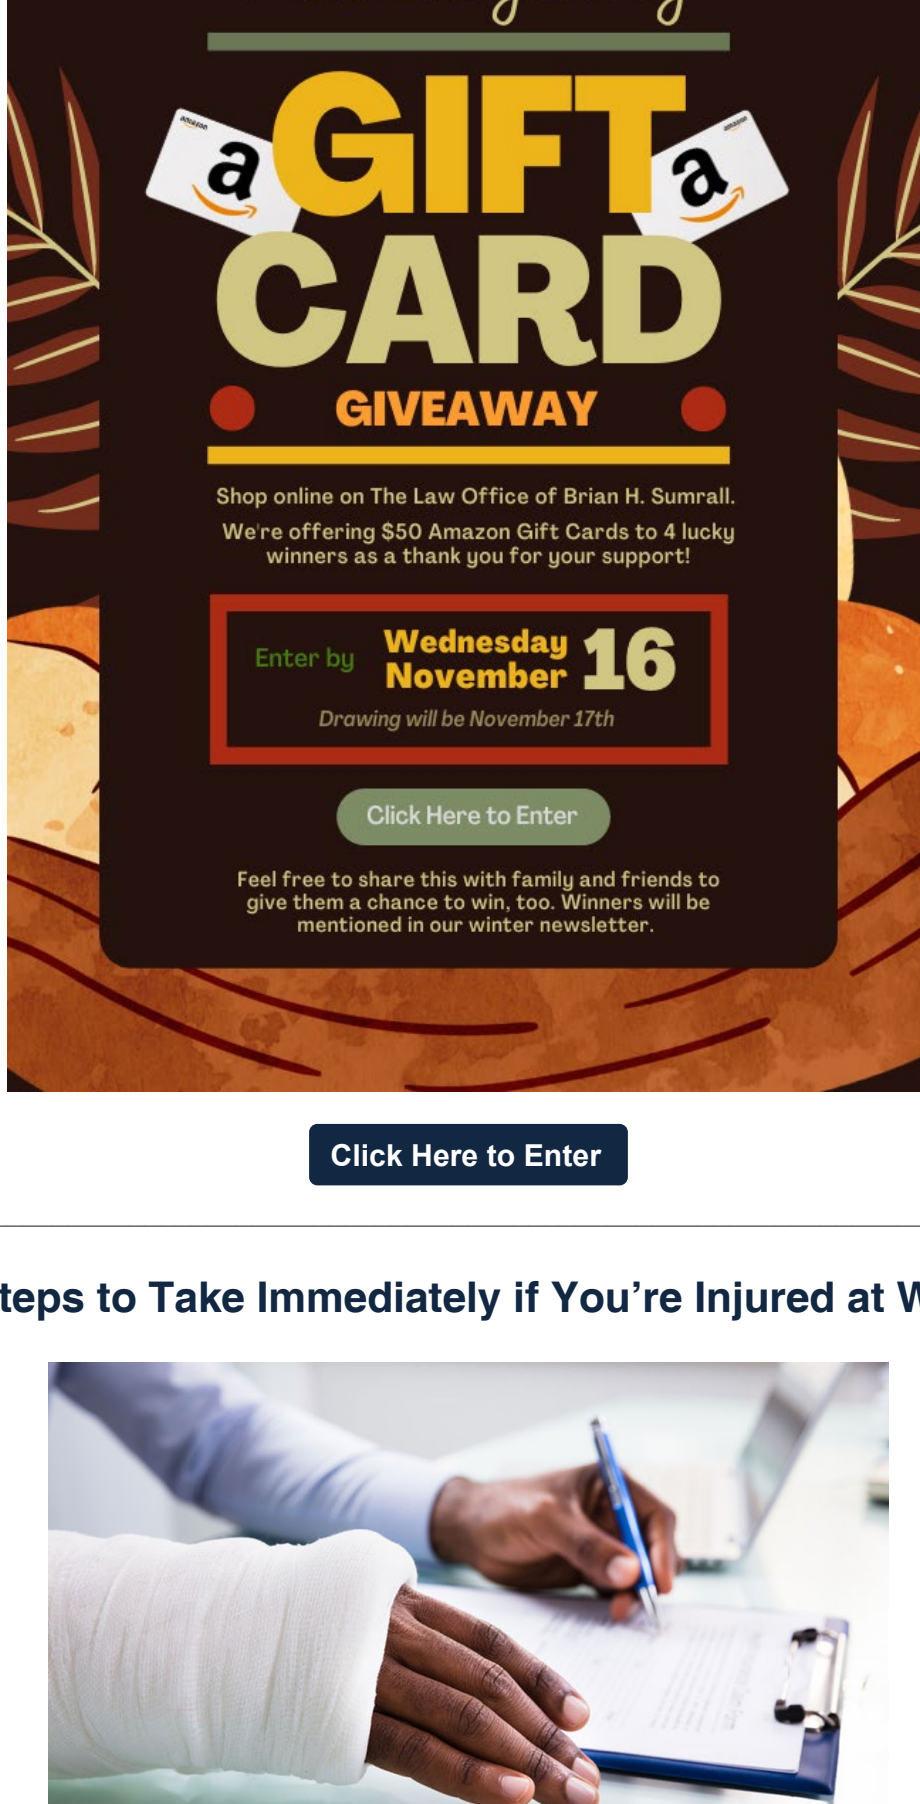 GIFT
amazon
amazon
a
a
CARD
GIVEAWAY
Shop online on The Law Office of Brian H. Sumrall.
We're offering $50 Amazon Gift Cards to 4 lucky
winners as a thank you for your support!
Enter by
Wednesday
November
16
Drawing will be November 17th
Click Here to Enter
Feel free to share this with family and friends to
give them a chance to win, too. Winners will be
mentioned in our winter newsletter.
Click Here to Enter
teps to Take Immediately if You’re Injured at W